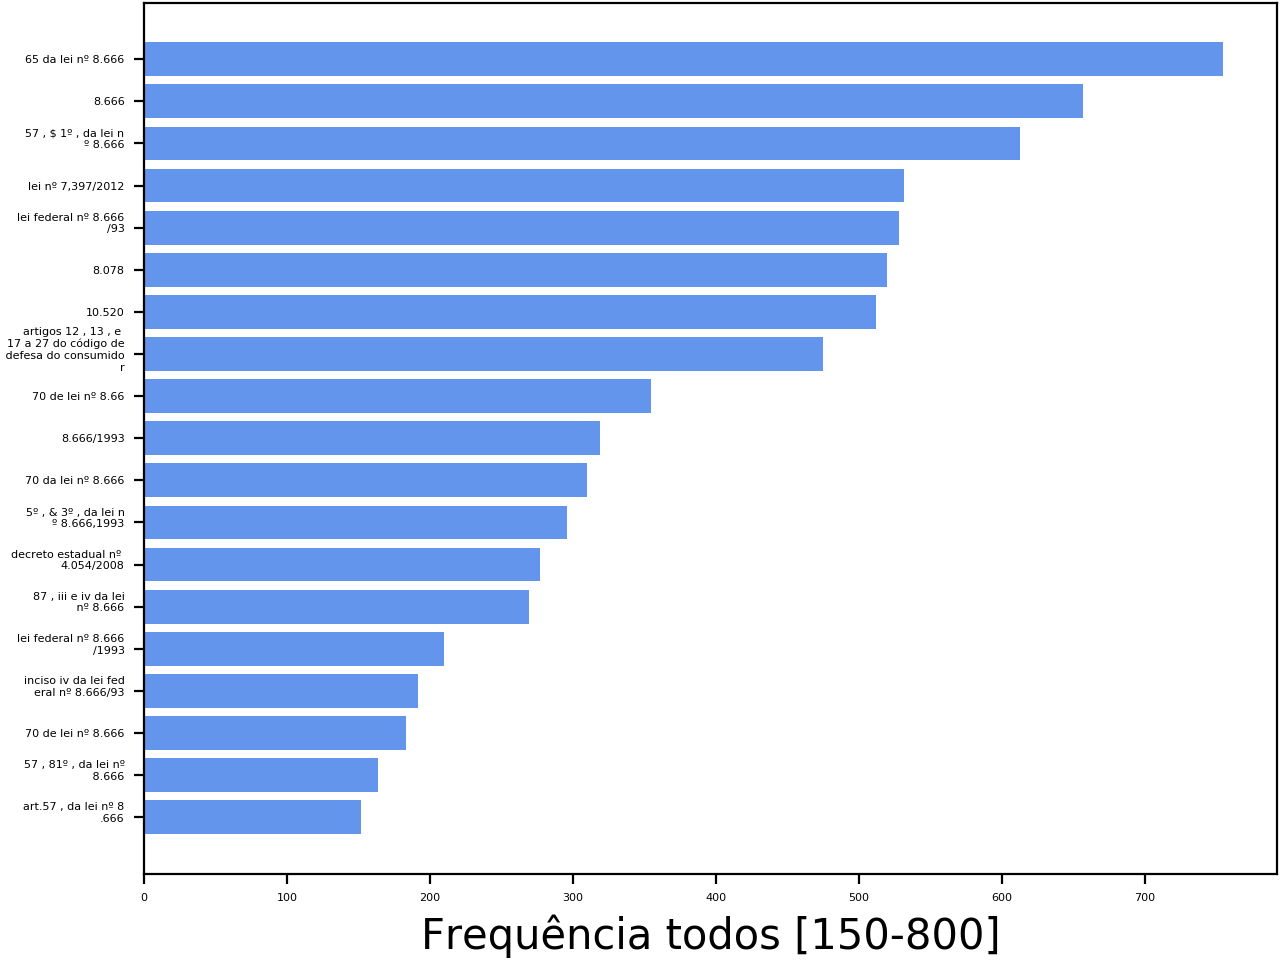 65 da lei nº 8.666
8.666
57 , $ 1º , da lei n
º 8.666
lei nº 7,397/2012
lei federal nº 8.666
/93
8.078
10.520
artigos 12 , 13 , e
17 a 27 do código de
defesa do consumido
r
70 de lei nº 8.66
8.666/1993
70 da lei nº 8.666
5º , & 3º , da lei n
º 8.666,1993
decreto estadual nº
4.054/2008
87 , iii e iv da lei
nº 8.666
lei federal nº 8.666
/1993
inciso iv da lei fed
eral nº 8.666/93
70 de lei nº 8.666
57 , 81º , da lei nº
8.666
art.57 , da lei nº 8
.666
0 100 200 300 400 500 600 700
Frequência todos [150-800]